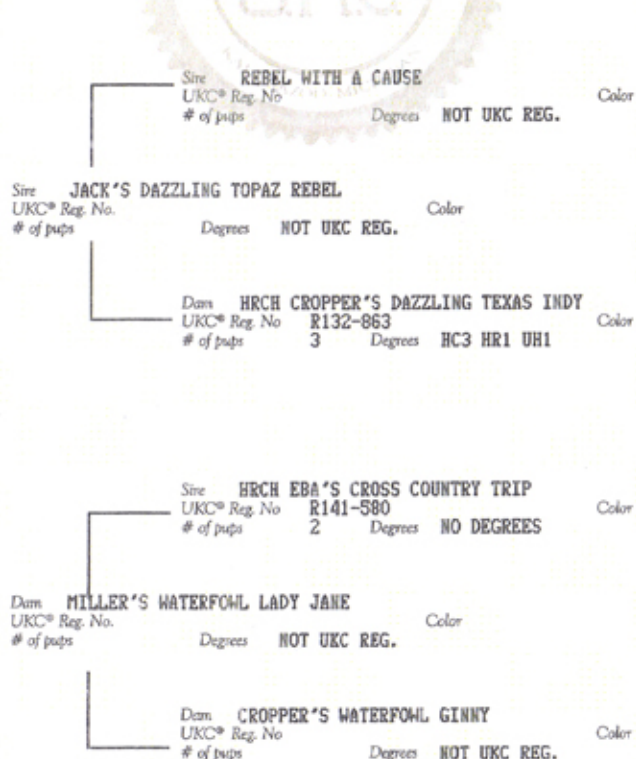 Sire REBEL WITH A CAUSE
UKC® Reg. No Color
# of pups Degrees NOT UKC REG.
Sire JACK'S DAZZLING TOPAZ REBEL
UKC® Reg. No. Color
# of pups Degrees NOT UKC REG.
Dam HRCH CROPPER'S DAZZLING TEXAS INDY
UKC® Reg. No R132-863 Color
# of pups 3 Degrees HC3 HR1 UH1
Sire HRCH EBA'S CROSS COUNTRY TRIP
UKC® Reg. No R141-580 Color
# of pups 2 Degrees NO DEGREES
Dam MILLER'S WATERFOWL LADY JANE
UKC® Reg. No. Color
# of pups Degrees NOT UKC REG.
Dam CROPPER'S WATERFOWL GINNY
UKC® Reg. No Color
# of pups Degrees NOT UKC REG.